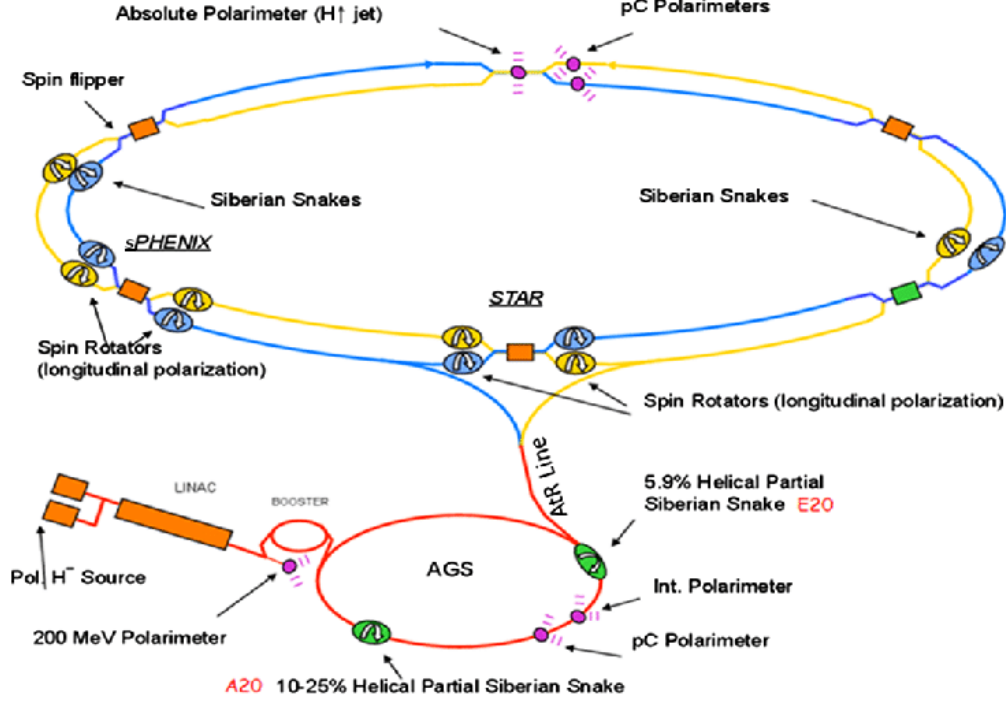 Absolute Polarimeter (H↑ jet)
pC Polarimeters
Spin flipper
Siberian Snakes
Siberian Snakes
sPHENIX
STAR
Spin Rotators
(longitudinal polarization)
Spin Rotators (longitudinal polarization)
AtR Line
5.9% Helical Partial
Siberian Snake E20
LINAC
BOOSTER
AGS
Pol. H⁻ Source
Int. Polarimeter
200 MeV Polarimeter
pC Polarimeter
A20 10-25% Helical Partial Siberian Snake